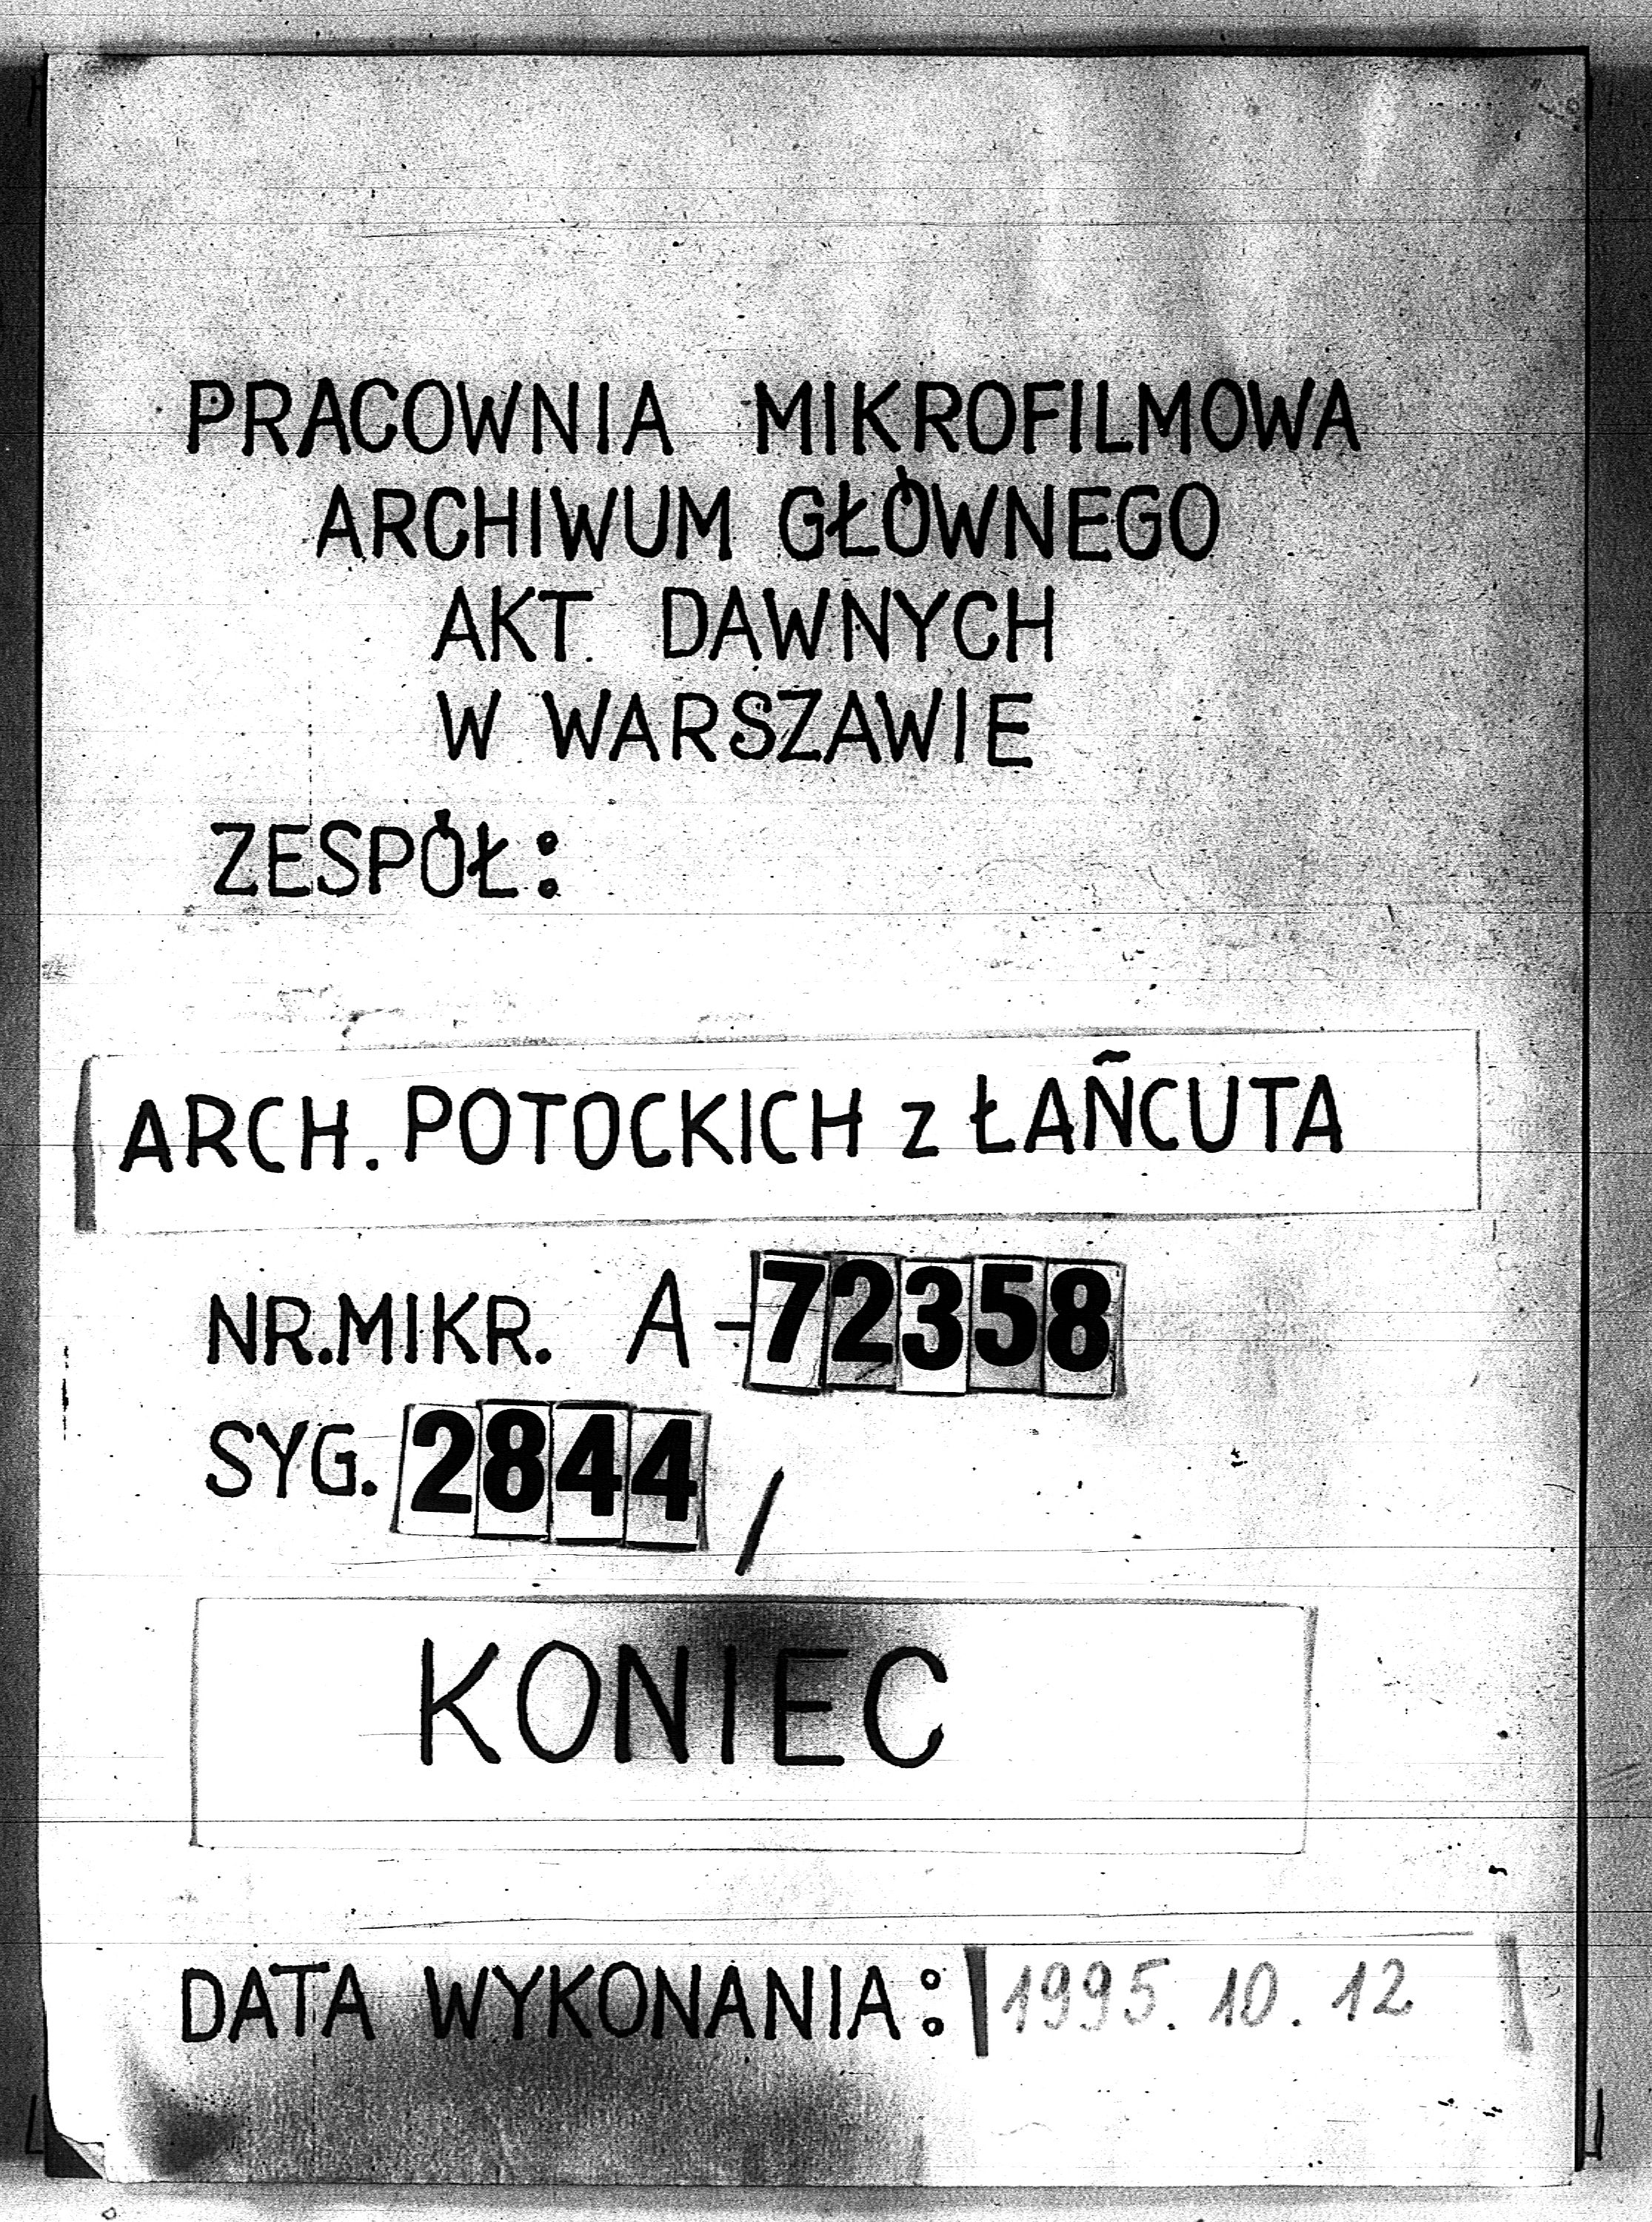 PRACOWNIA MIKROFILMOWA
ARCHIWUM GŁÓWNEGO
AKT DAWNYCH
W WARSZAWIE
ZESPÓŁ:
ARCH. POTOCKICH z ŁAŃCUTA
NR.MIKR. A-72358
SYG. 2844/
KONIEC
DATA WYKONANIA: 1995.10.12